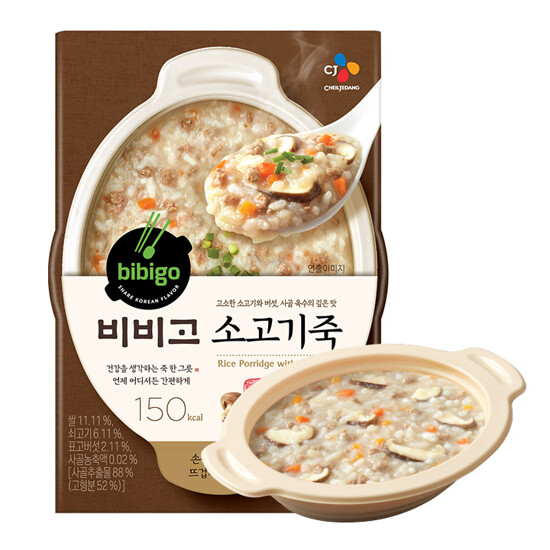 CJ
CHEILJEDANG
연출이미지
bibigo
SHARE KOREAN FLAVOR
고소한 소고기와 버섯, 사골 육수의 깊은 맛
비비고 소고기죽
Rice Porridge with
건강을 생각하는 죽 한 그릇
언제 어디서든 간편하게
150 kcal
쌀 11.11 %,
쇠고기 6.11 %,
표고버섯 2.11 %,
사골농축액 0.02 %
[사골추출물 88 %
(고형분 52 %)]
뜨겁